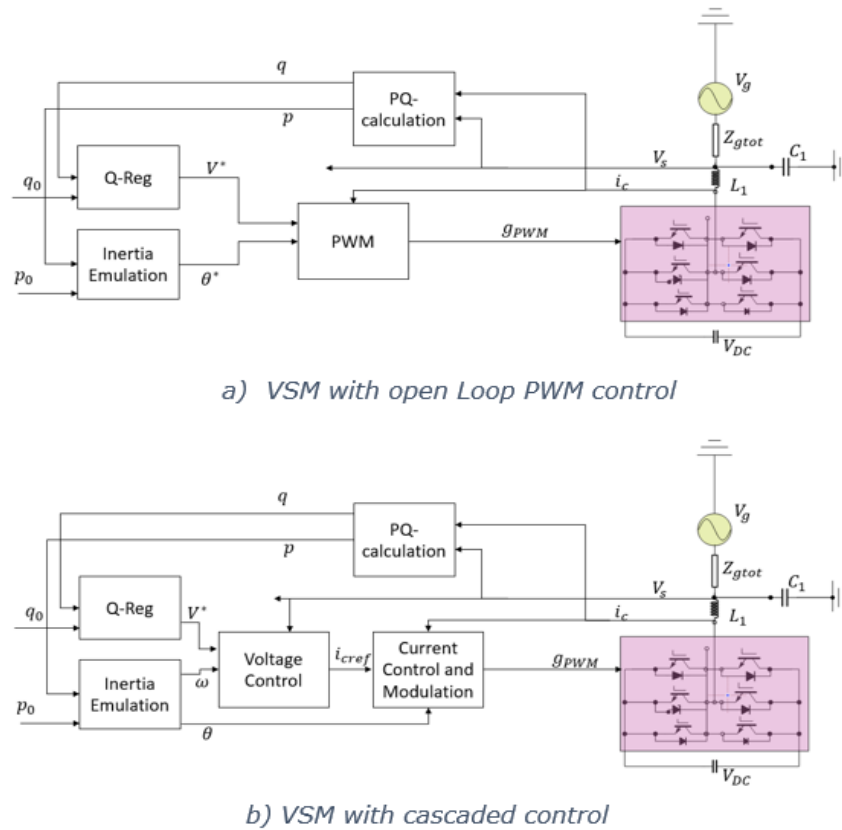 V_g
q
p
PQ-
calculation
Z_gtot
V_s
C_1
Q-Reg
V*
q_0
i_c
L_1
PWM
g_PWM
Inertia
Emulation
θ*
p_0
V_DC
a) VSM with open Loop PWM control
V_g
q
p
PQ-
calculation
Z_gtot
V_s
C_1
Q-Reg
V*
q_0
i_c
L_1
Voltage
Control
i_cref
Current
Control and
Modulation
g_PWM
Inertia
Emulation
ω
p_0
θ
V_DC
b) VSM with cascaded control